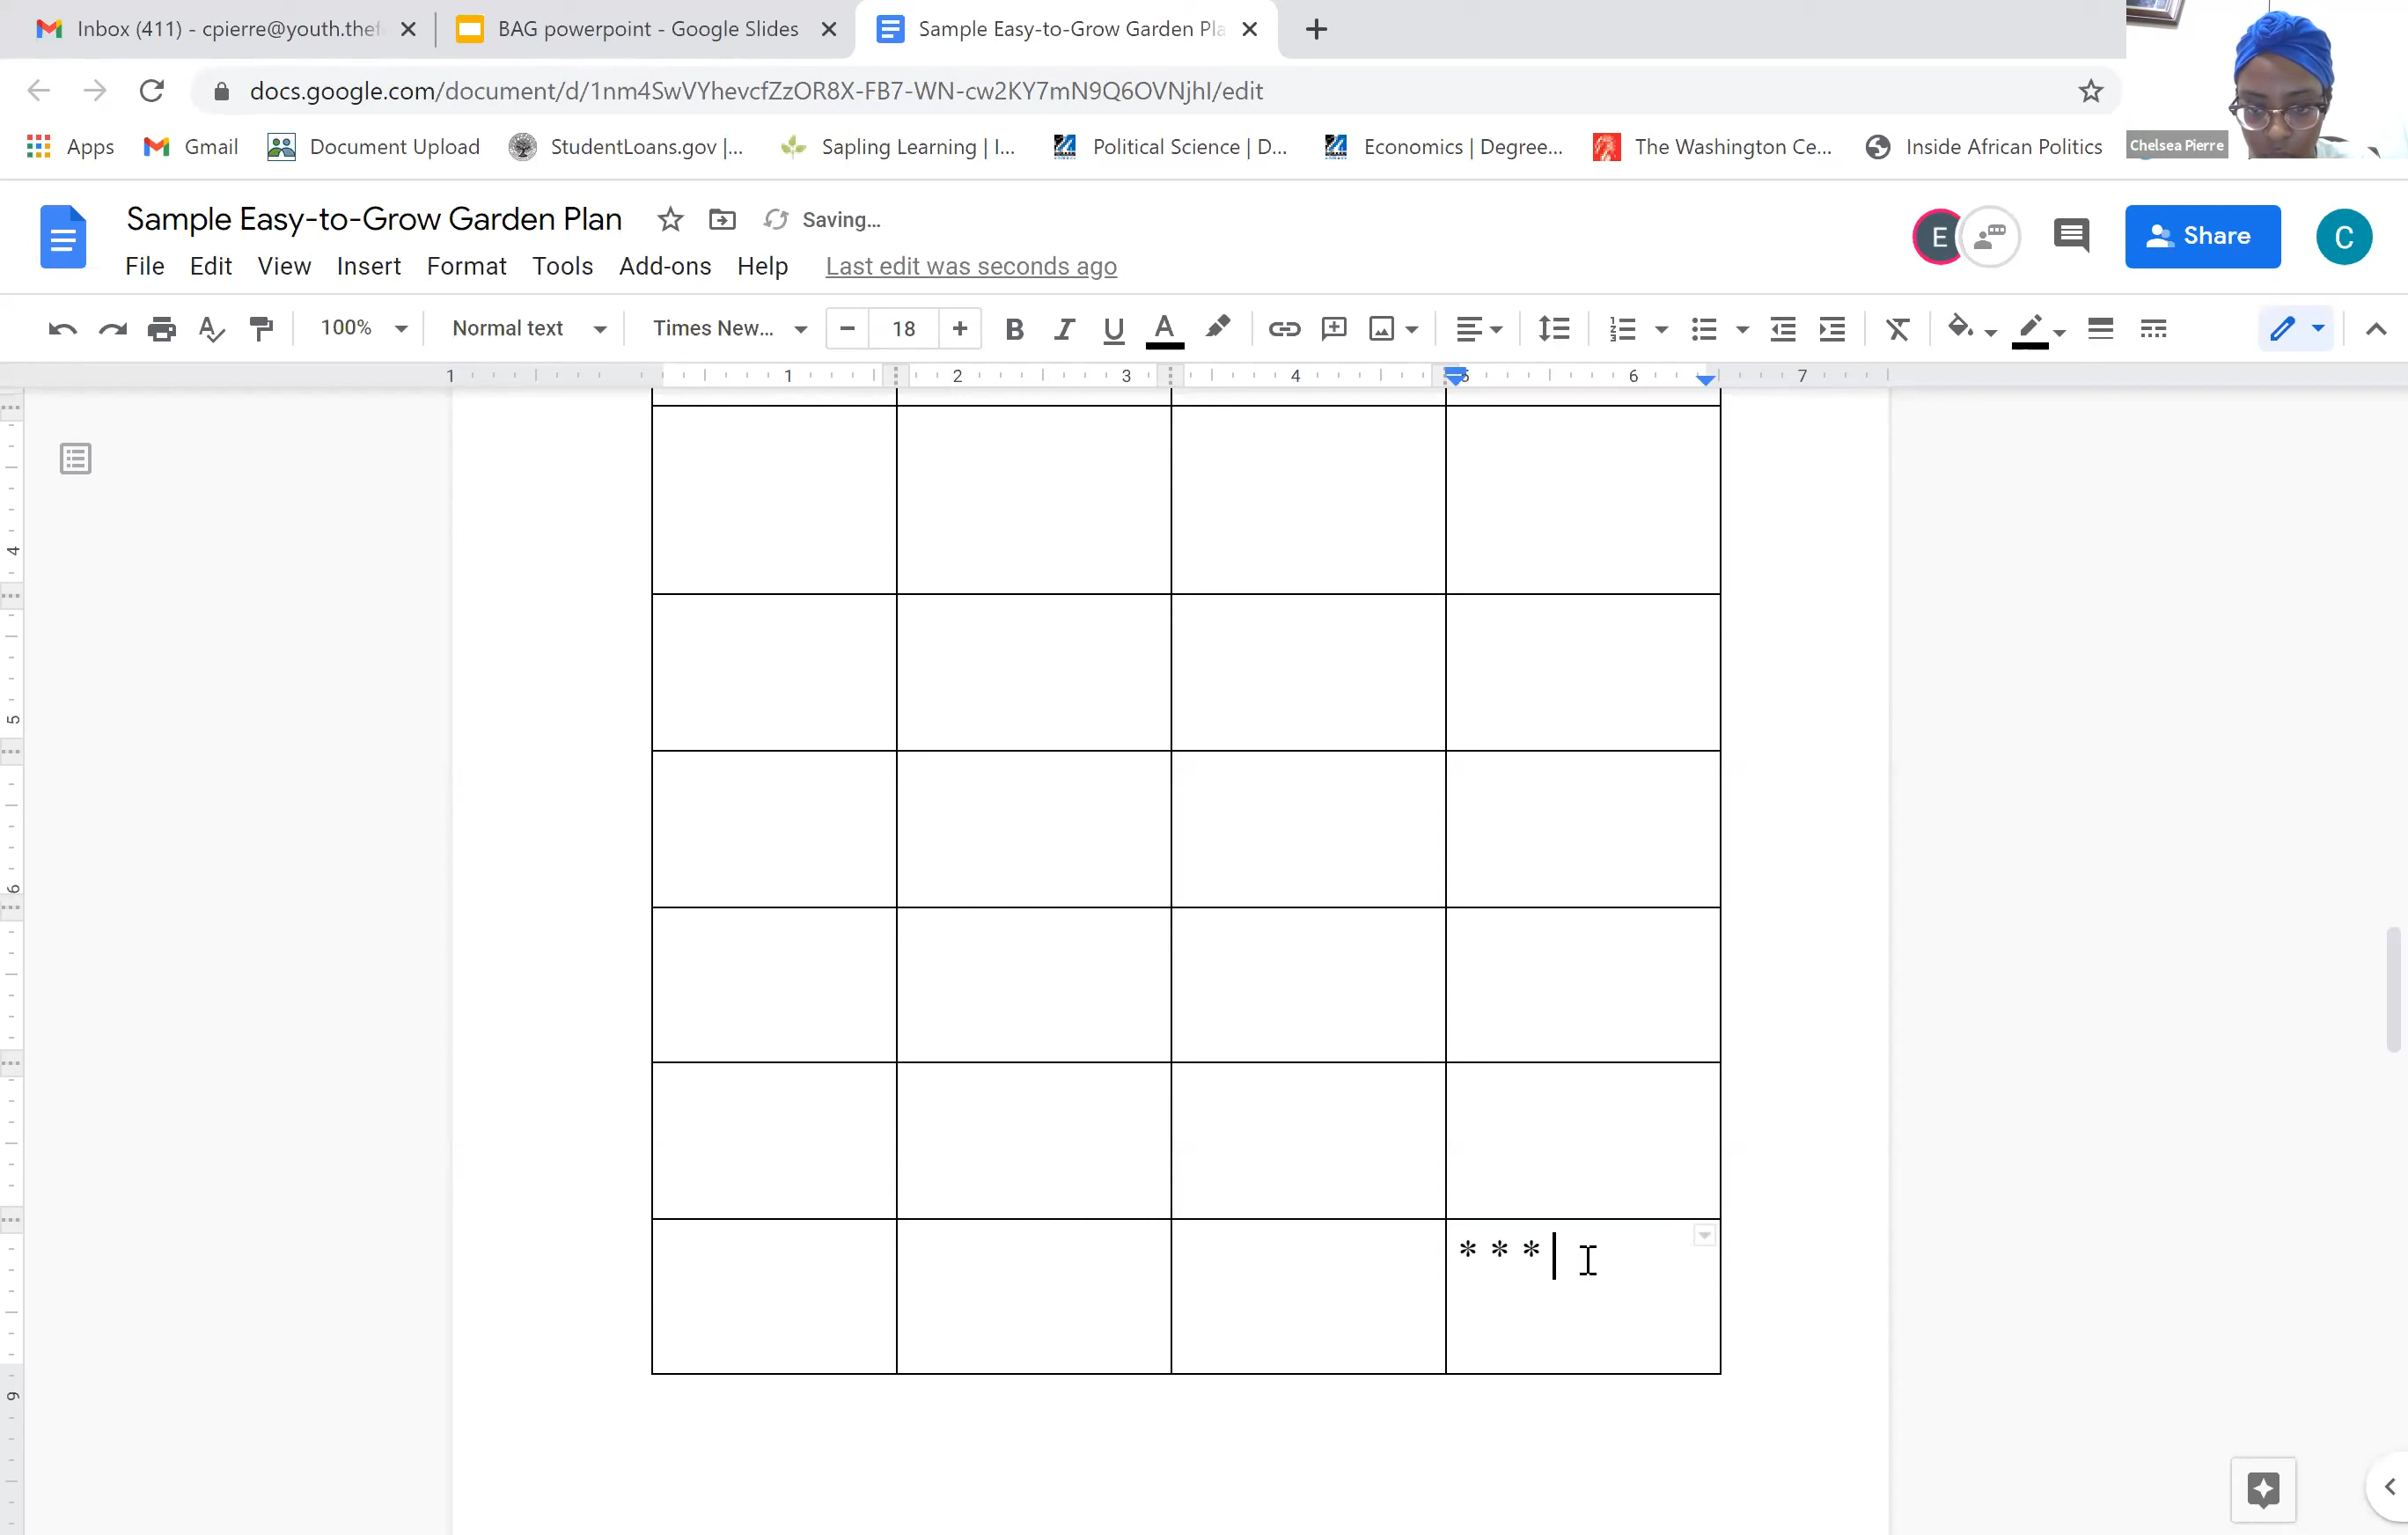 Inbox (411) - cpierre@youth.thef
BAG powerpoint - Google Slides
Sample Easy-to-Grow Garden Pla
docs.google.com/document/d/1nm4SwVYhevcfZzOR8X-FB7-WN-cw2KY7mN9Q6OVNjhI/edit
Apps
Gmail
Document Upload
StudentLoans.gov |...
Sapling Learning | I...
Political Science | D...
Economics | Degree...
The Washington Ce...
Inside African Politics
Chelsea Pierre
Sample Easy-to-Grow Garden Plan
Saving...
E
Share
C
File Edit View Insert Format Tools Add-ons Help
Last edit was seconds ago
100%
Normal text
Times New...
− 18 +
B I U A
1 1 2 3 4 5 6 7
4
5
6
9
* * *